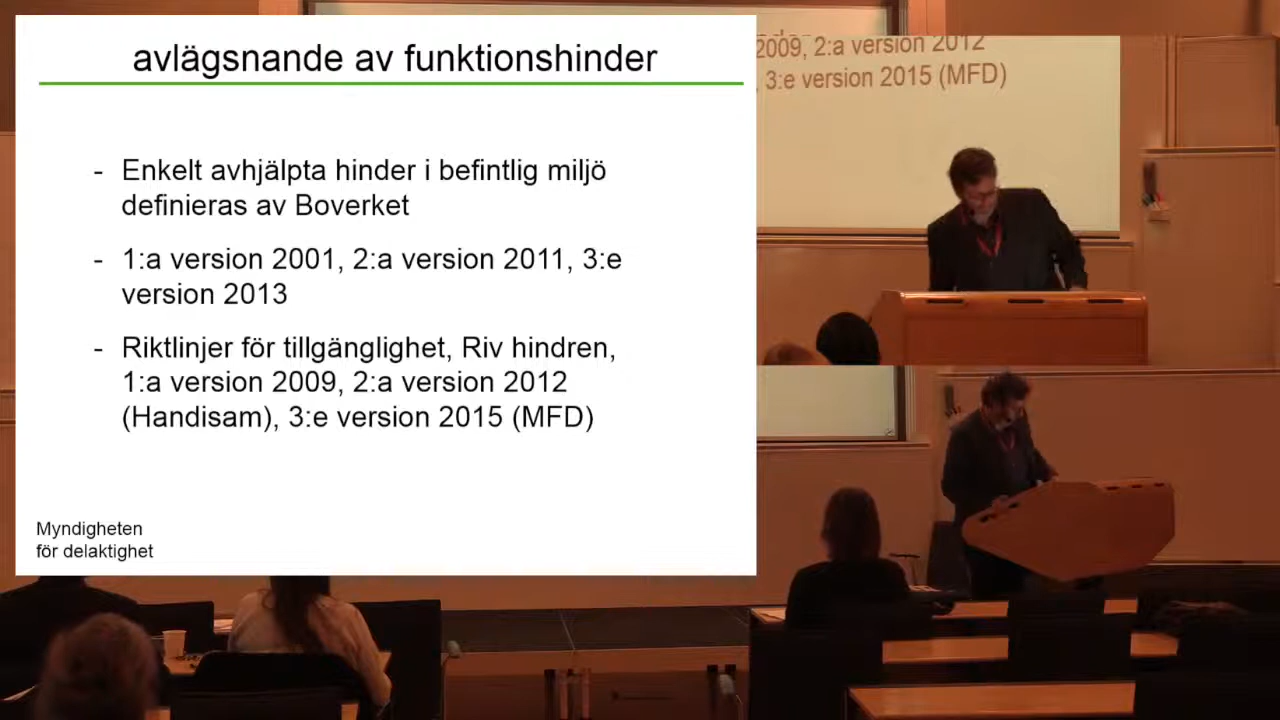 avlägsnande av funktionshinder
- Enkelt avhjälpta hinder i befintlig miljö
definieras av Boverket
- 1:a version 2001, 2:a version 2011, 3:e
version 2013
- Riktlinjer för tillgänglighet, Riv hindren,
1:a version 2009, 2:a version 2012
(Handisam), 3:e version 2015 (MFD)
Myndigheten
för delaktighet
2009, 2:a version 2012
, 3:e version 2015 (MFD)